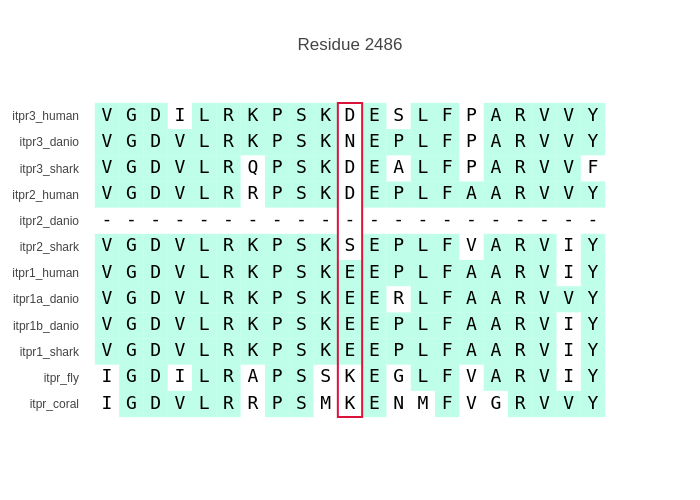 Residue 2486
itpr3_human V G D I L R K P S K D E S L F P A R V V Y
itpr3_danio V G D V L R K P S K N E P L F P A R V V Y
itpr3_shark V G D V L R Q P S K D E A L F P A R V V F
itpr2_human V G D V L R R P S K D E P L F A A R V V Y
itpr2_danio - - - - - - - - - - - - - - - - - - - - -
itpr2_shark V G D V L R K P S K S E P L F V A R V I Y
itpr1_human V G D V L R K P S K E E P L F A A R V I Y
itpr1a_danio V G D V L R K P S K E E R L F A A R V V Y
itpr1b_danio V G D V L R K P S K E E P L F A A R V I Y
itpr1_shark V G D V L R K P S K E E P L F A A R V I Y
itpr_fly I G D I L R A P S S K E G L F V A R V I Y
itpr_coral I G D V L R R P S M K E N M F V G R V V Y